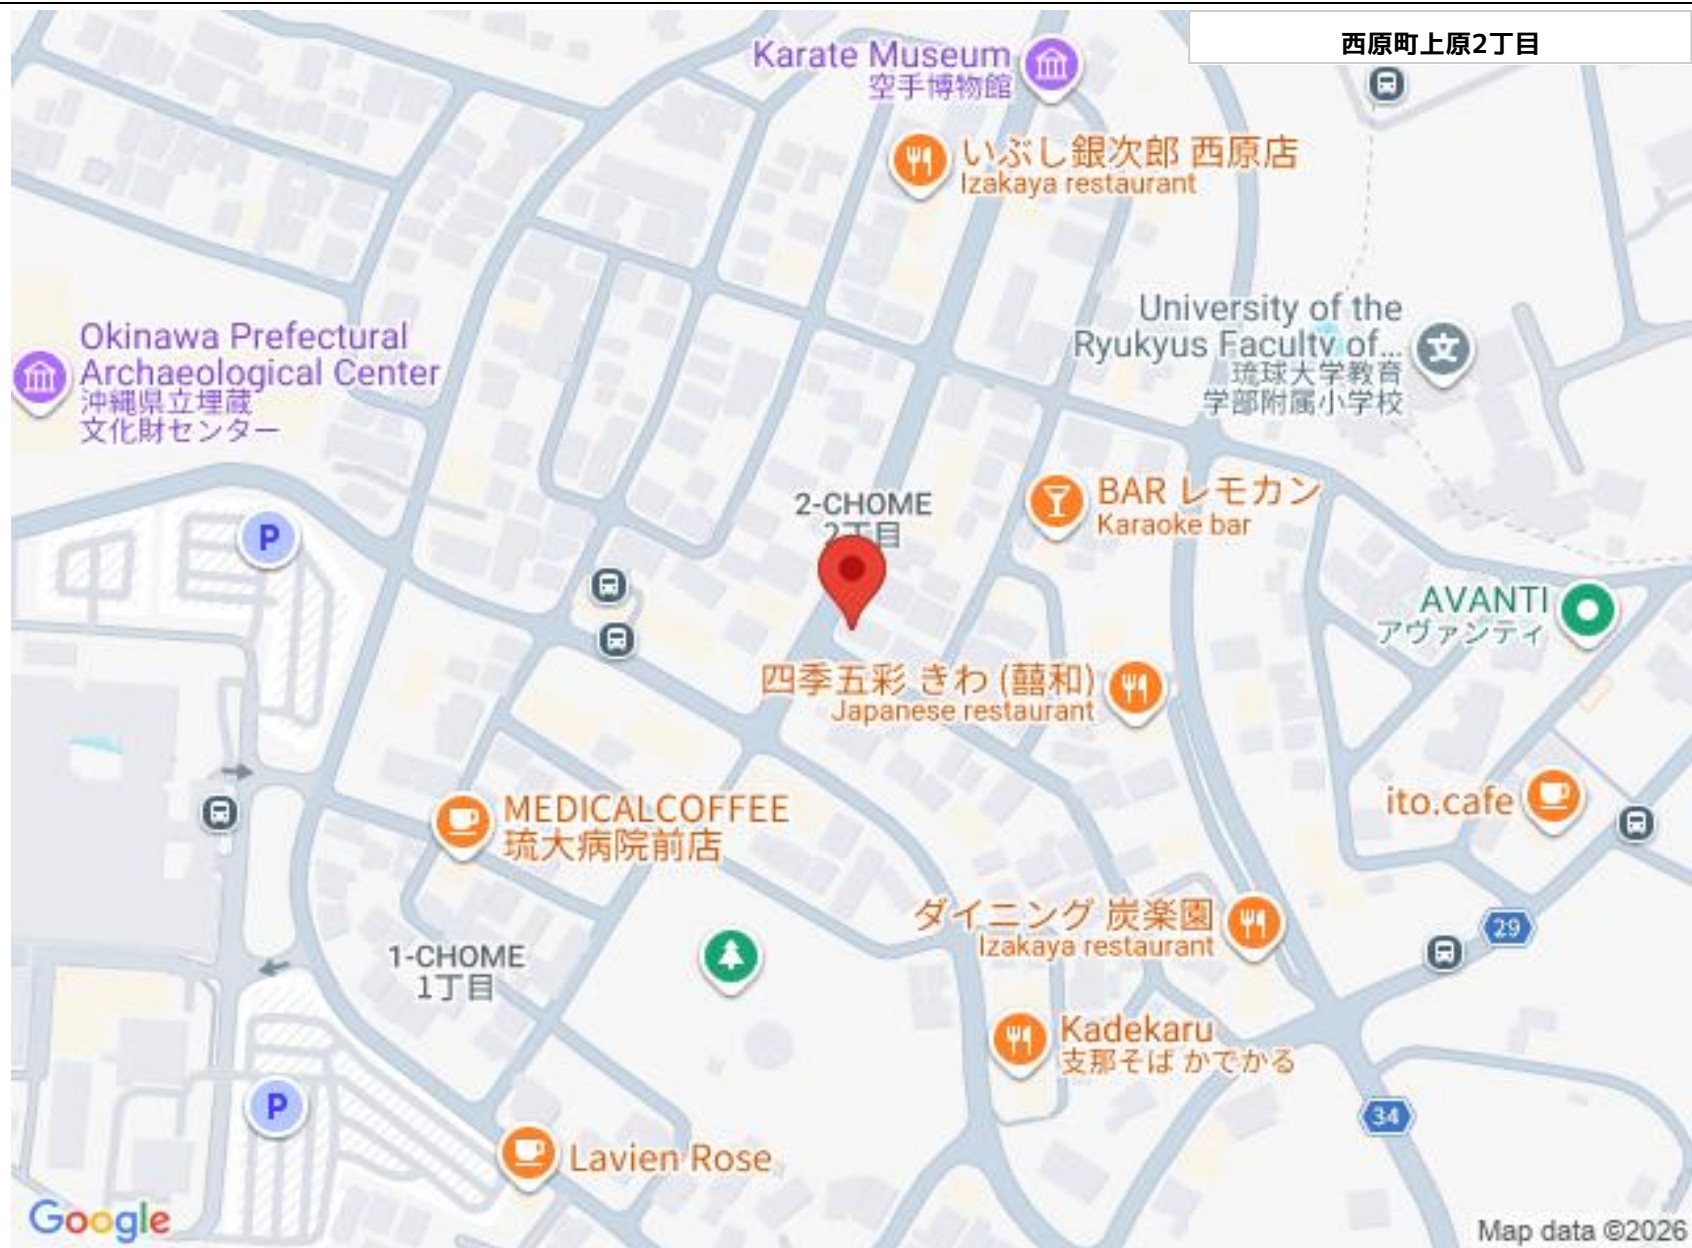 西原町上原2丁目
Karate Museum
空手博物館
いぶし銀次郎 西原店
Izakaya restaurant
University of the
Ryukyus Faculty of...
琉球大学教育
学部附属小学校
Okinawa Prefectural
Archaeological Center
沖縄県立埋蔵
文化財センター
P
2-CHOME
2丁目
BAR レモカン
Karaoke bar
AVANTI
アヴァンティ
四季五彩 きわ (囍和)
Japanese restaurant
MEDICALCOFFEE
琉大病院前店
ito.cafe
ダイニング 炭楽園
Izakaya restaurant
29
1-CHOME
1丁目
Kadekaru
支那そば かでかる
P
34
Lavien Rose
Google
Map data ©2026
文